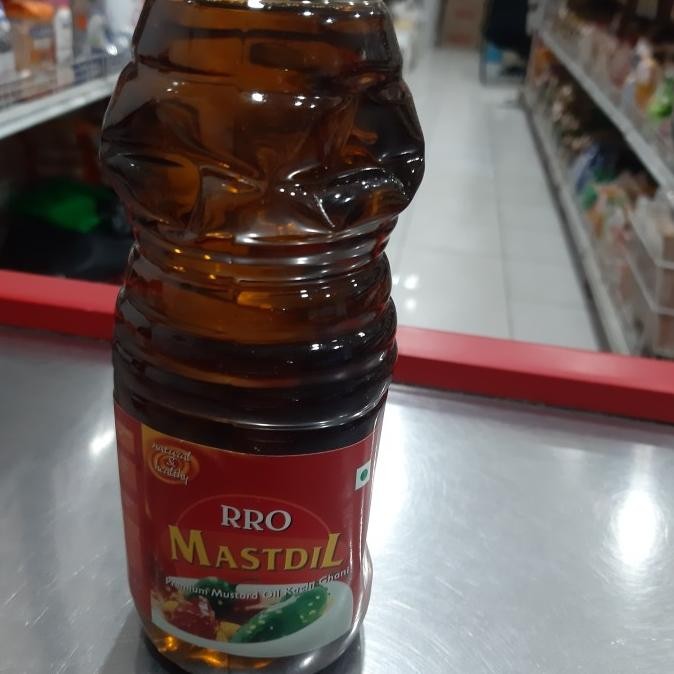 natural
&
healthy
RRO
MASTDIL
Premium Mustard Oil Kachi Ghani